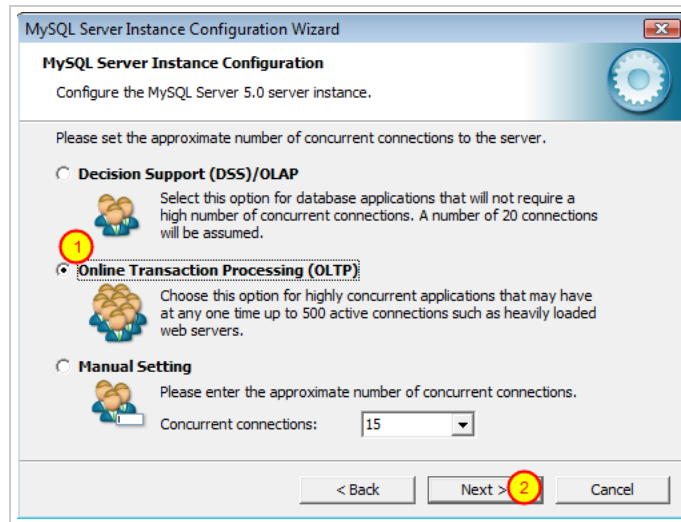 MySQL Server Instance Configuration Wizard
MySQL Server Instance Configuration
Configure the MySQL Server 5.0 server instance.
Please set the approximate number of concurrent connections to the server.
Decision Support (DSS)/OLAP
Select this option for database applications that will not require a
high number of concurrent connections. A number of 20 connections
will be assumed.
1
Online Transaction Processing (OLTP)
Choose this option for highly concurrent applications that may have
at any one time up to 500 active connections such as heavily loaded
web servers.
Manual Setting
Please enter the approximate number of concurrent connections.
Concurrent connections: 15
< Back Next > 2 Cancel